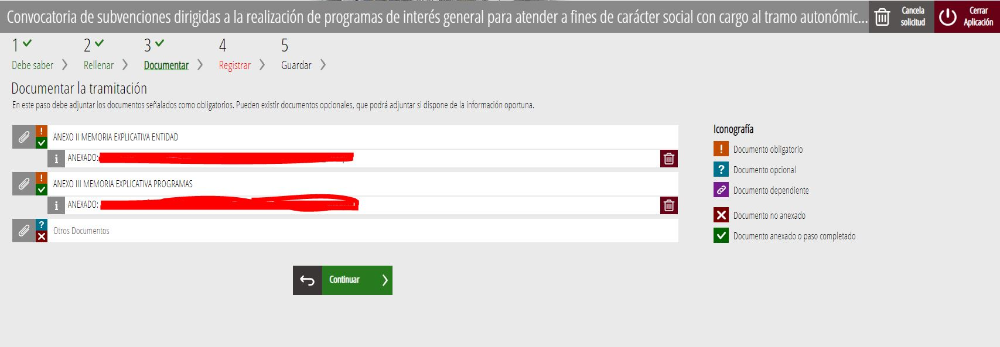 Convocatoria de subvenciones dirigidas a la realización de programas de interés general para atender a fines de carácter social con cargo al tramo autonómic...
Cancela
solicitud
Cerrar
Aplicación
1
2
3
4
5
Debe saber
Rellenar
Documentar
Registrar
Guardar
Documentar la tramitación
En este paso debe adjuntar los documentos señalados como obligatorios. Pueden existir documentos opcionales, que podrá adjuntar si dispone de la información oportuna.
ANEXO II MEMORIA EXPLICATIVA ENTIDAD
ANEXADO:
ANEXO III MEMORIA EXPLICATIVA PROGRAMAS
ANEXADO:
Otros Documentos
Continuar
Iconografía
Documento obligatorio
Documento opcional
Documento dependiente
Documento no anexado
Documento anexado o paso completado